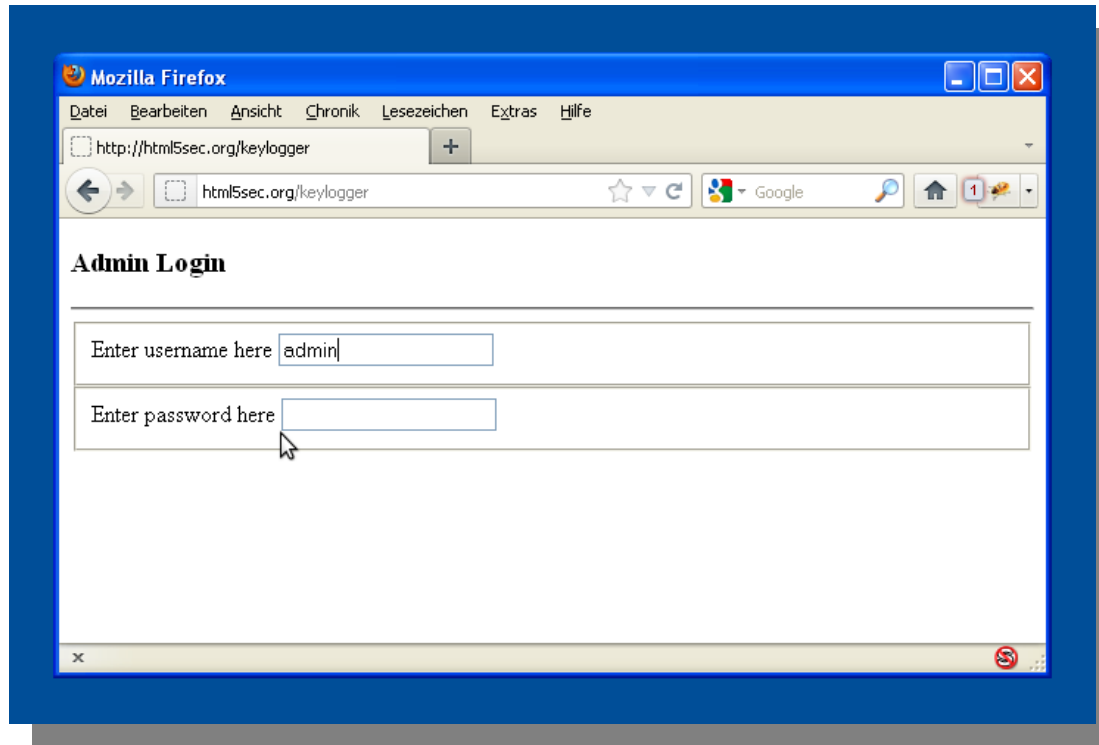 Mozilla Firefox
Datei Bearbeiten Ansicht Chronik Lesezeichen Extras Hilfe
http://html5sec.org/keylogger +
html5sec.org/keylogger Google 1
Admin Login
Enter username here admin
Enter password here
x